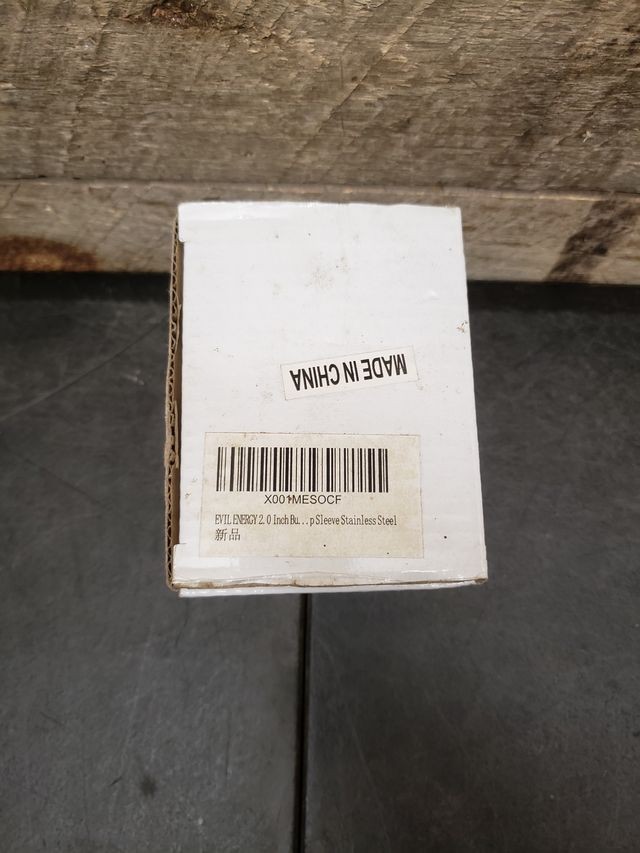 MADE IN CHINA
X001MESOCF
EVIL ENERGY 2.0 Inch Bu...p Sleeve Stainless Steel
新品